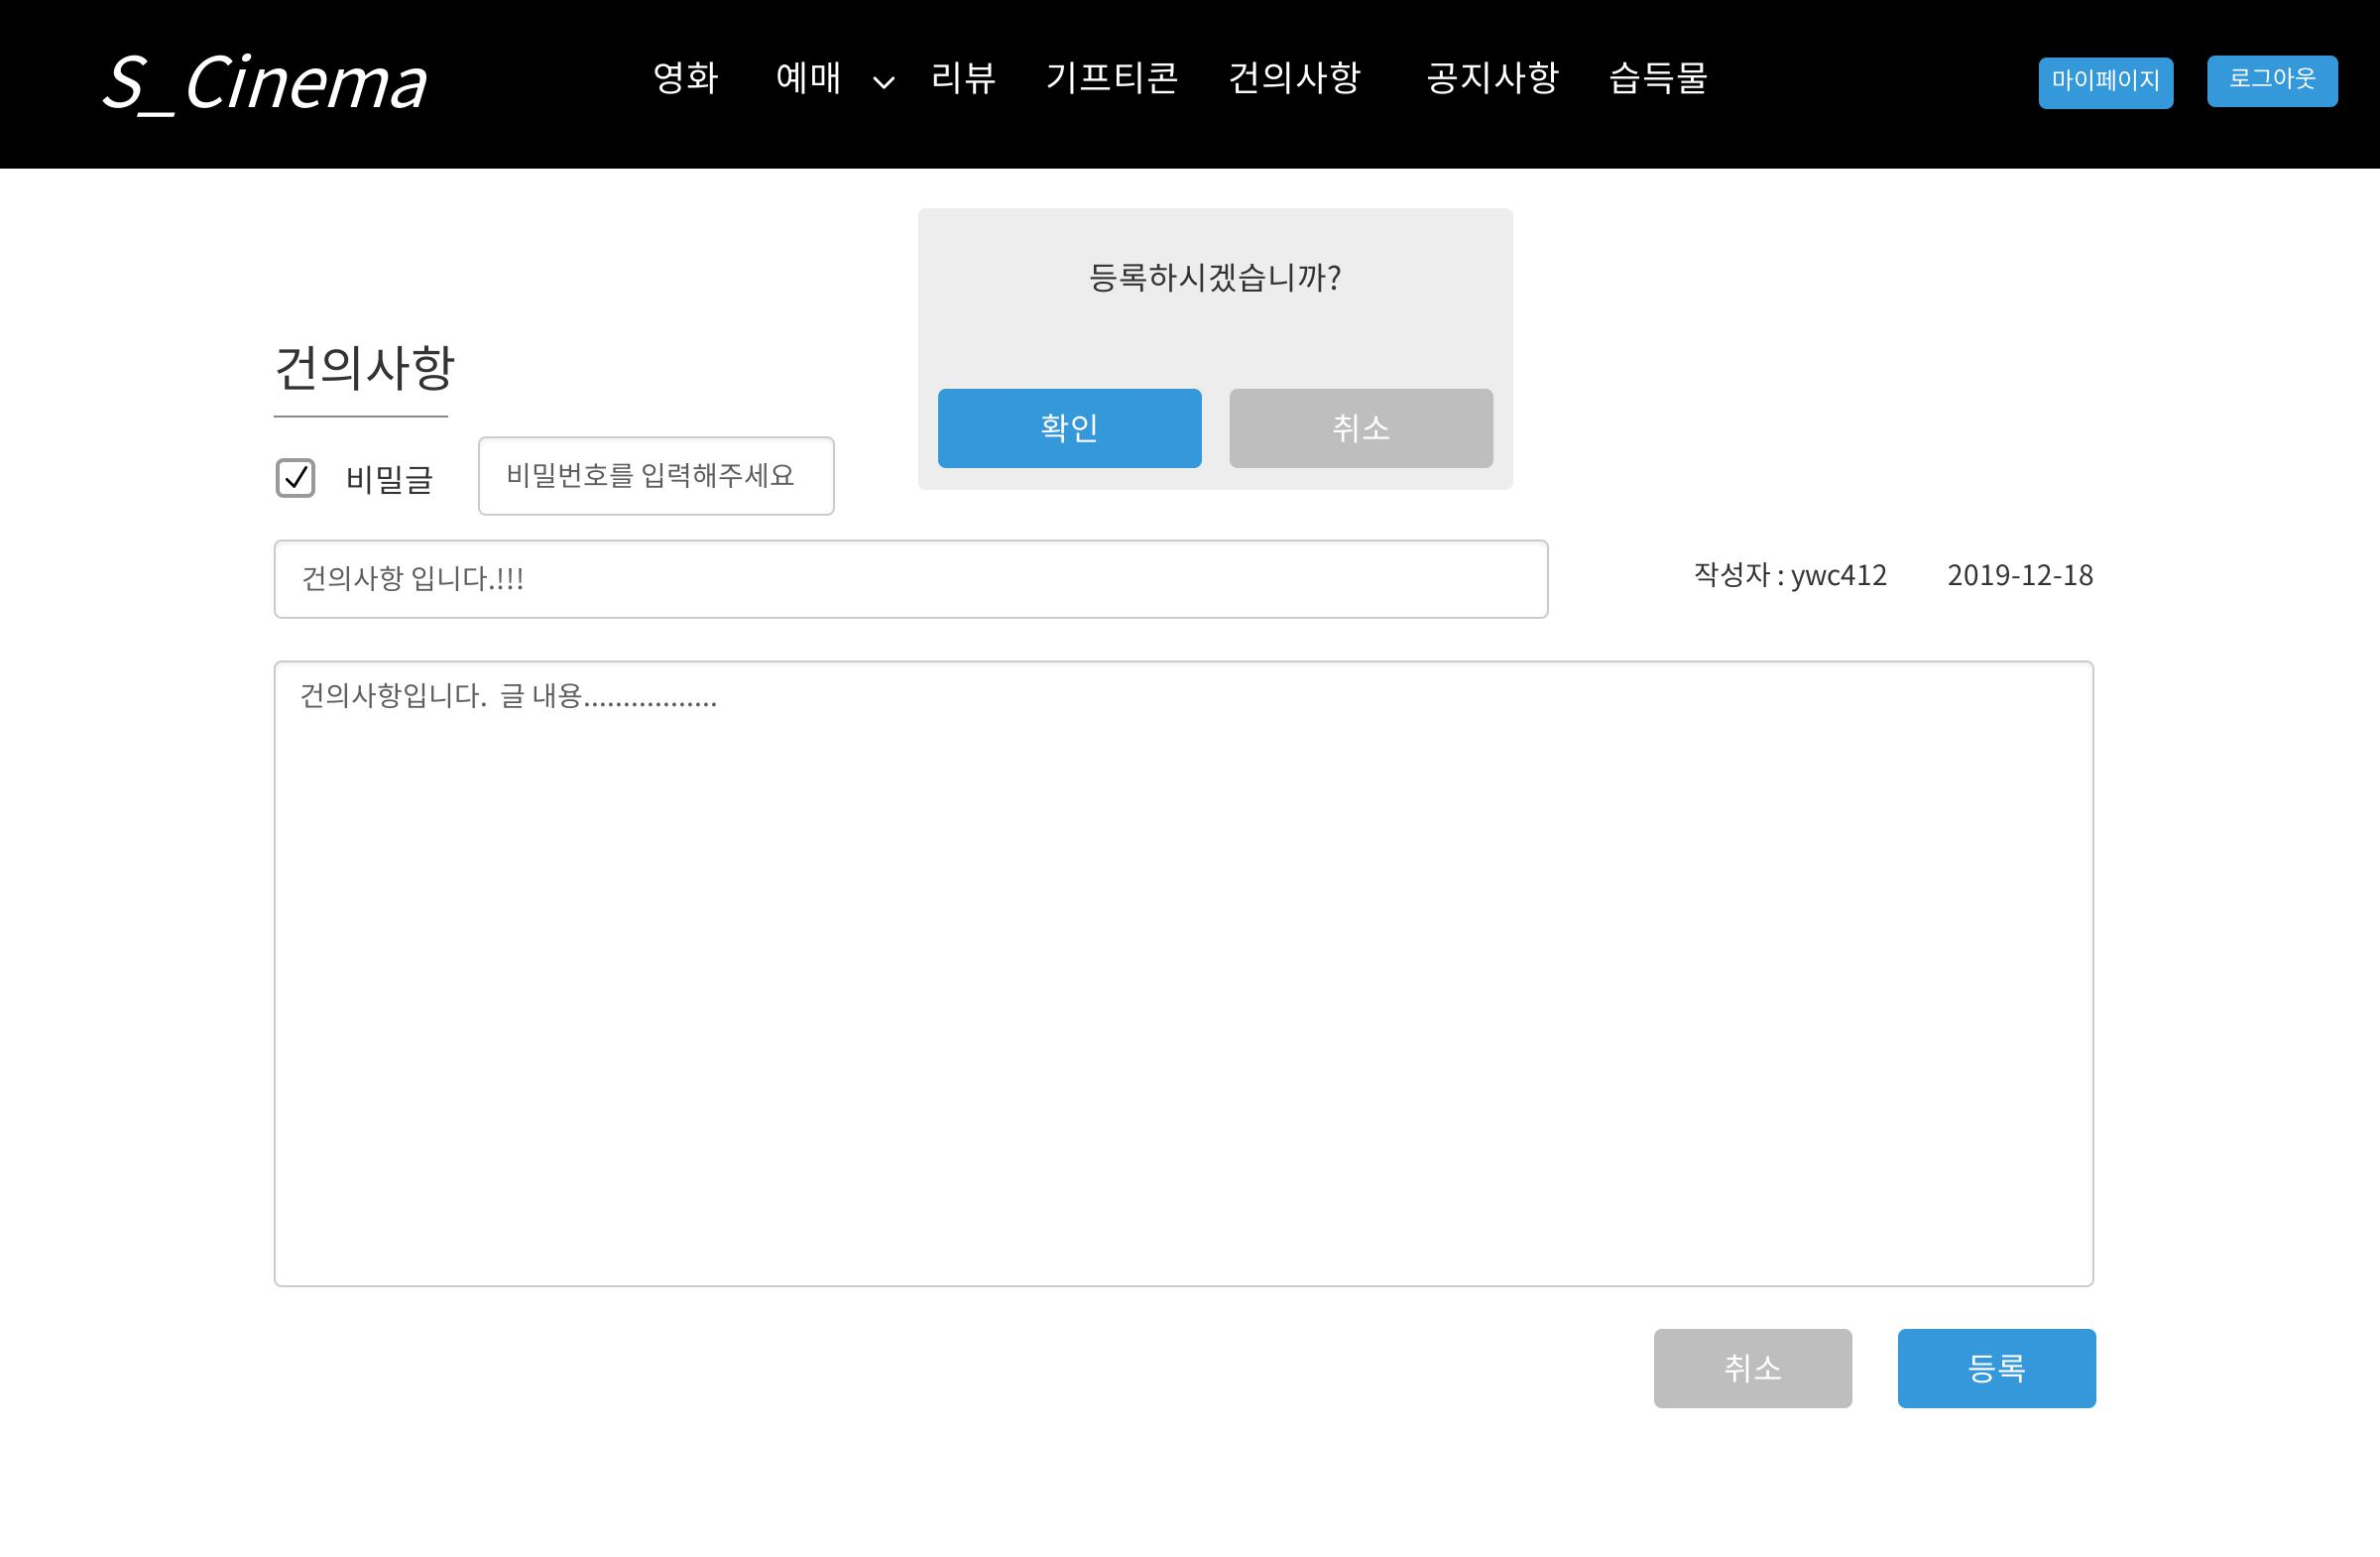 S_Cinema
영화 예매 리뷰 기프티콘 건의사항 공지사항 습득물
마이페이지 로그아웃
등록하시겠습니까?
확인 취소
건의사항
비밀글 비밀번호를 입력해주세요
건의사항 입니다.!!! 작성자 : ywc412 2019-12-18
건의사항입니다. 글 내용.................
취소 등록